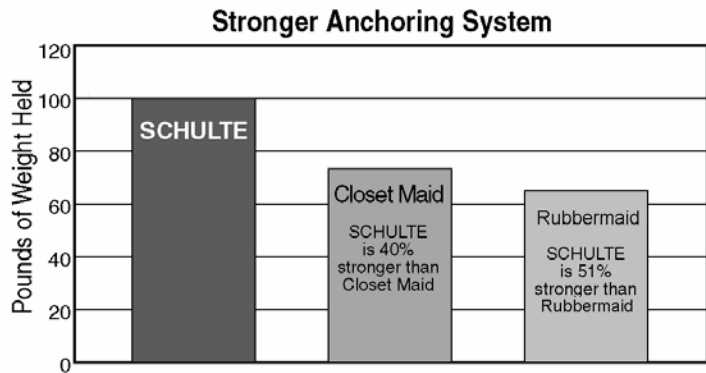 Stronger Anchoring System
120
100
80
60
40
20
0
Pounds of Weight Held
SCHULTE
Closet Maid
SCHULTE
is 40%
stronger than
Closet Maid
Rubbermaid
SCHULTE
is 51%
stronger than
Rubbermaid